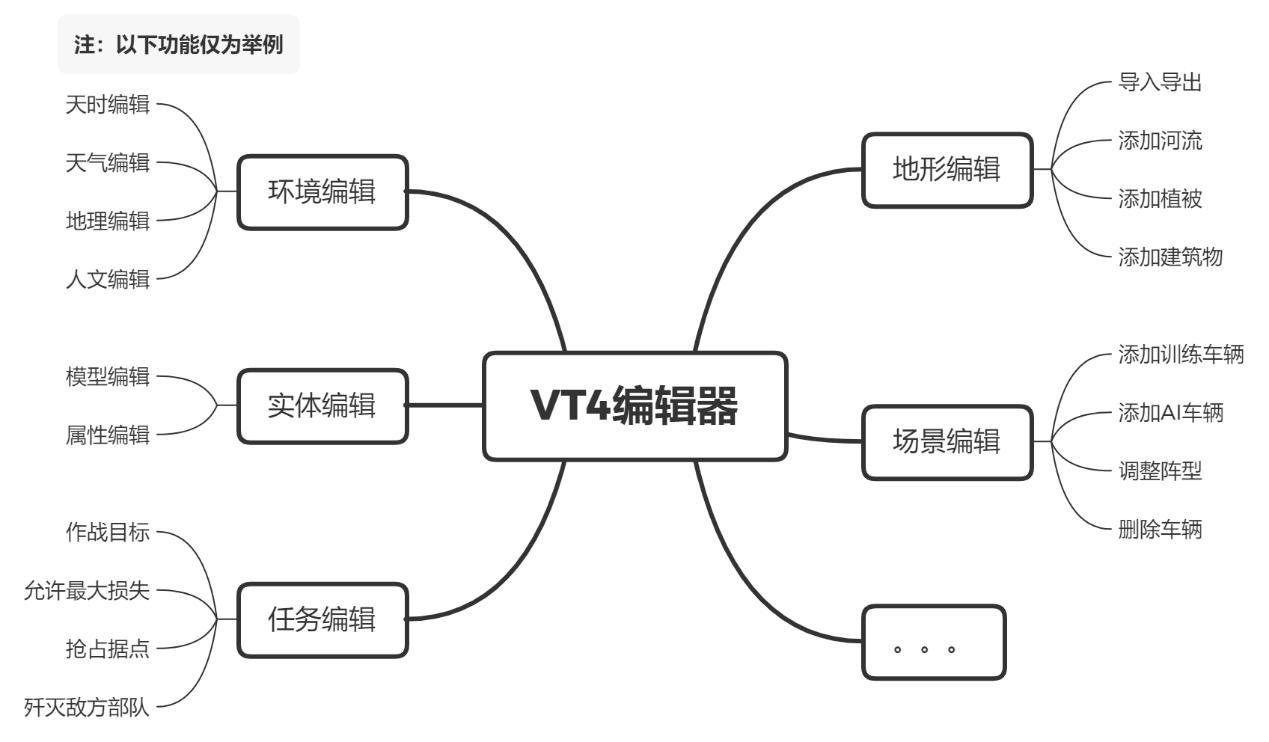 注：以下功能仅为举例
天时编辑
天气编辑
地理编辑
人文编辑
环境编辑
模型编辑
属性编辑
实体编辑
作战目标
允许最大损失
抢占据点
歼灭敌方部队
任务编辑
VT4编辑器
地形编辑
导入导出
添加河流
添加植被
添加建筑物
场景编辑
添加训练车辆
添加AI车辆
调整阵型
删除车辆
。。。